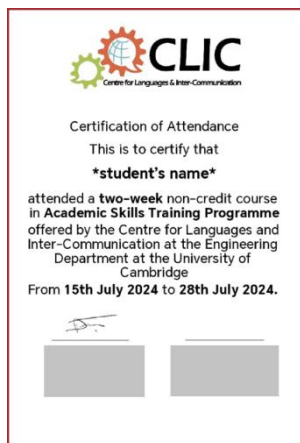 CLIC
Centre for Languages & Inter-Communication
Certification of Attendance
This is to certify that
*student's name*
attended a two-week non-credit course
in Academic Skills Training Programme
offered by the Centre for Languages and
Inter-Communication at the Engineering
Department at the University of
Cambridge
From 15th July 2024 to 28th July 2024.